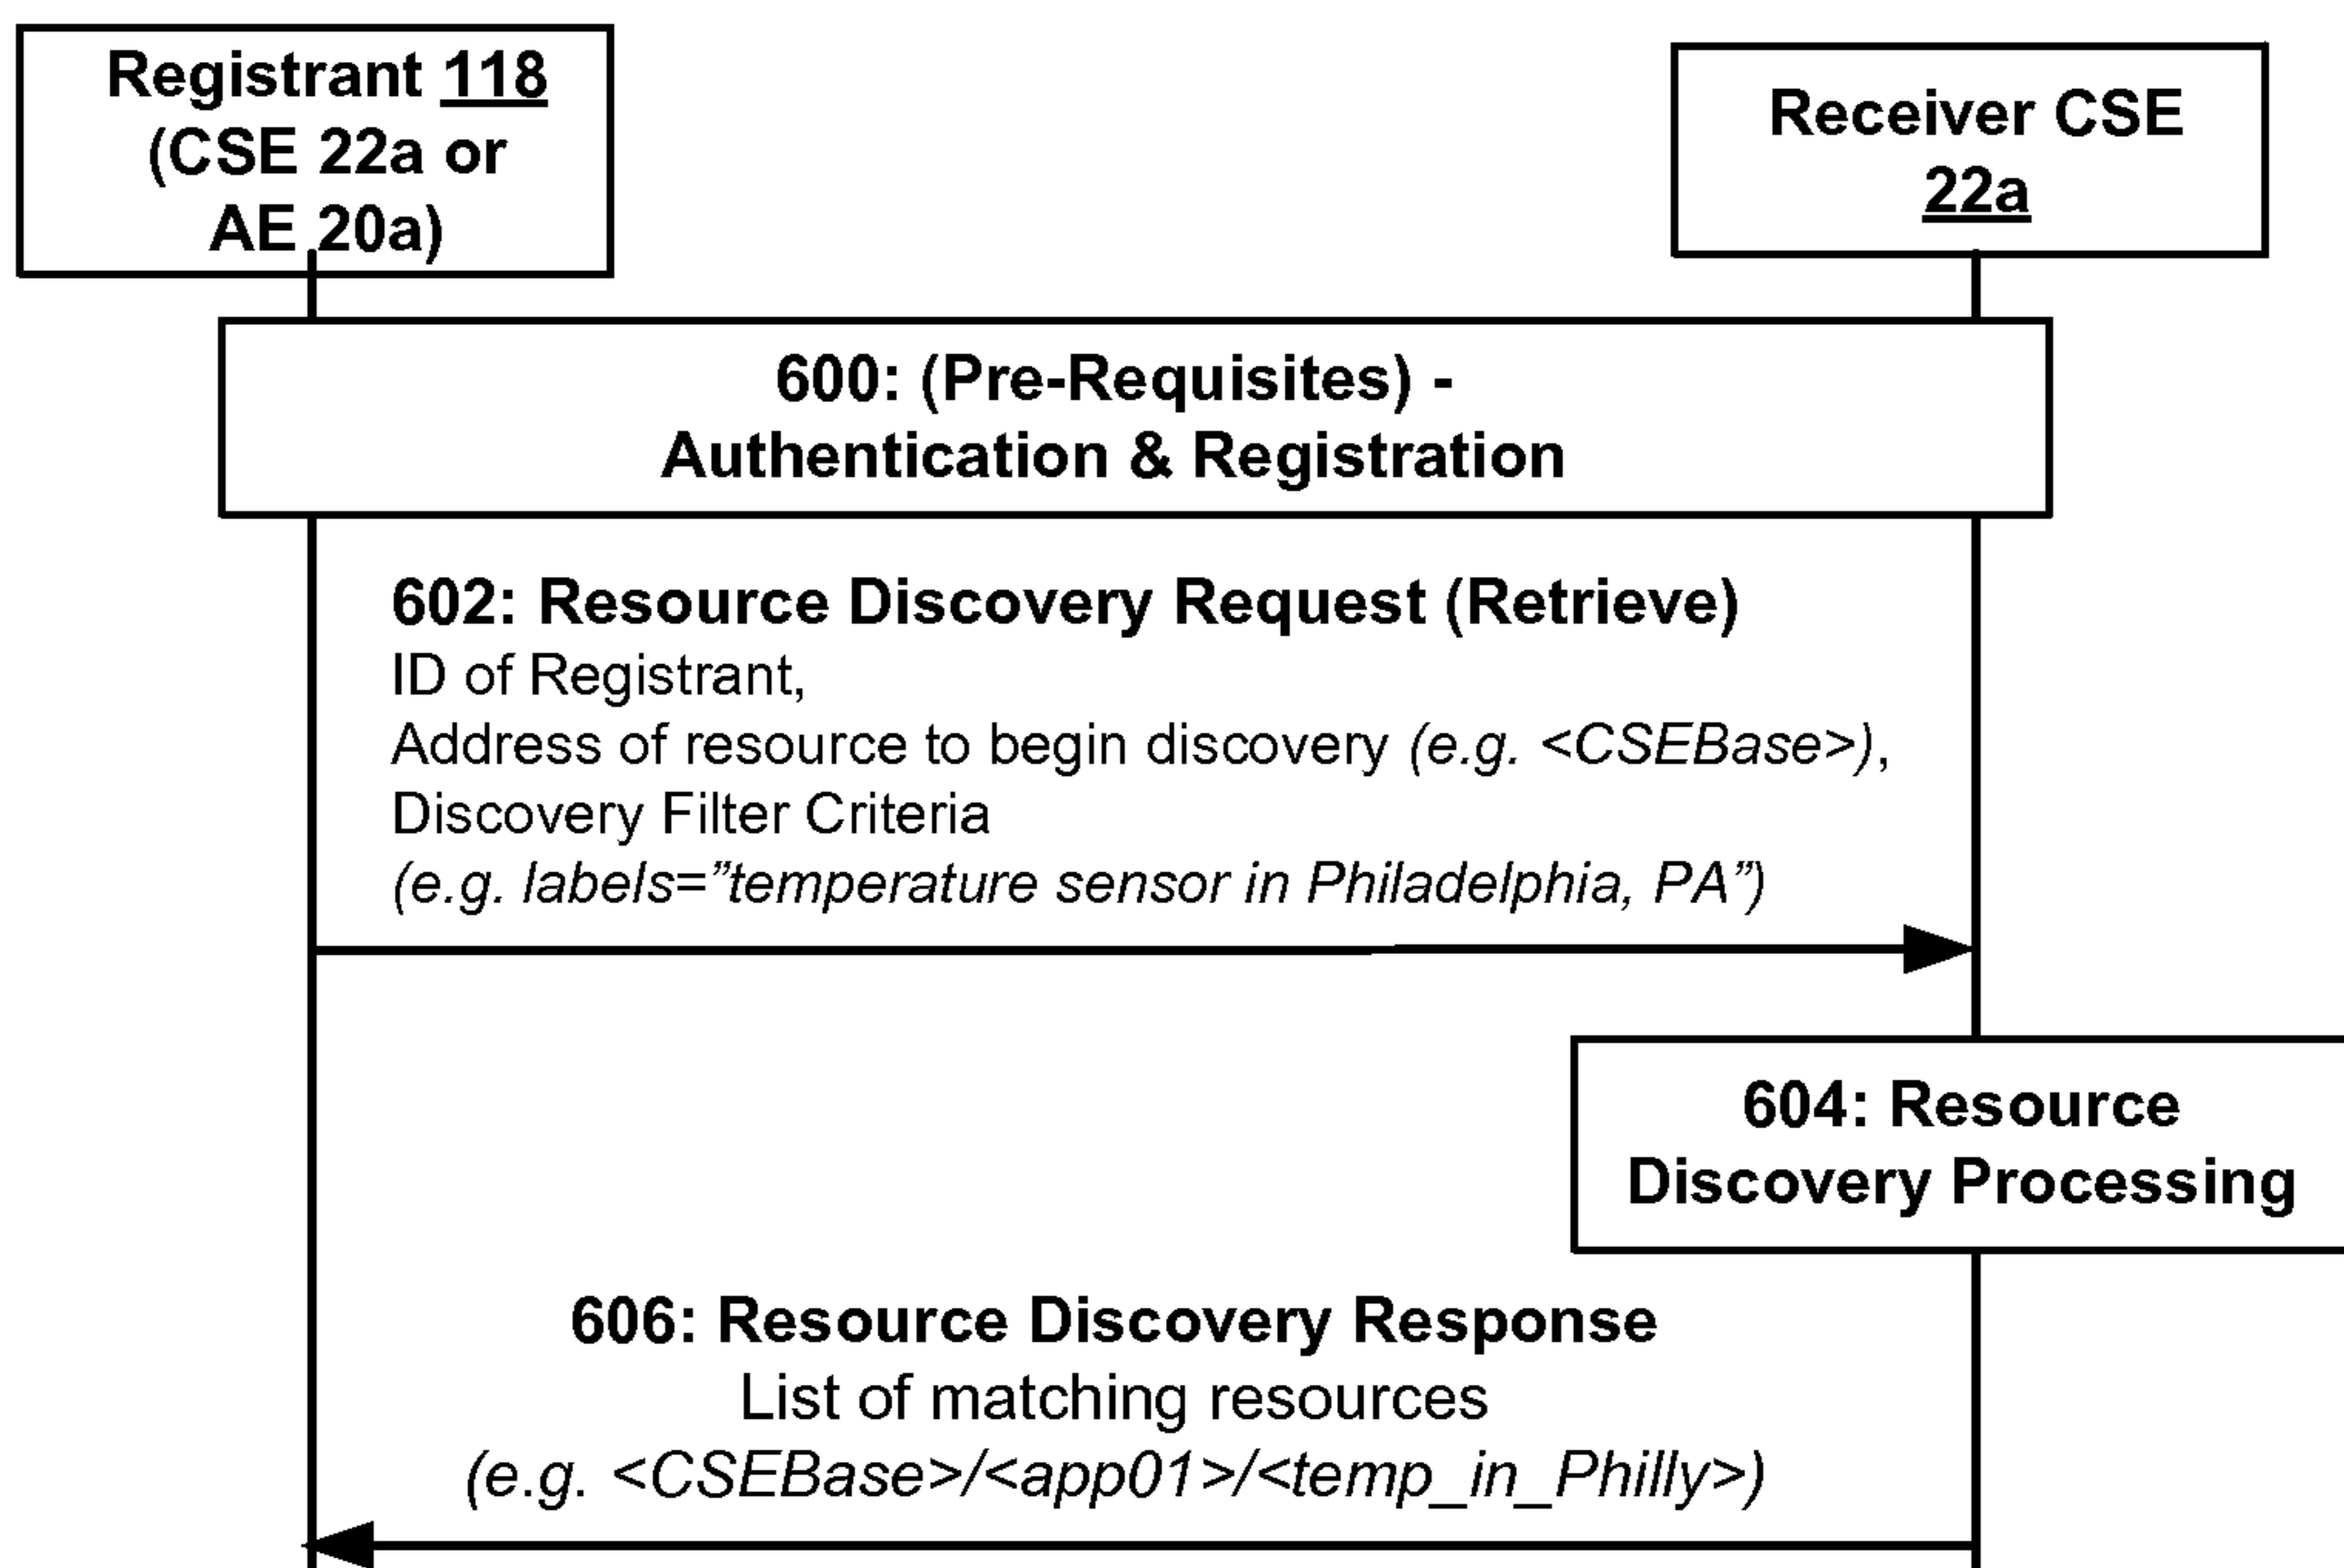 Registrant 118
(CSE 22a or
AE 20a)
Receiver CSE
22a
600: (Pre-Requisites) -
Authentication & Registration
602: Resource Discovery Request (Retrieve)
ID of Registrant,
Address of resource to begin discovery (e.g. <CSEBase>),
Discovery Filter Criteria
(e.g. labels=”temperature sensor in Philadelphia, PA”)
604: Resource
Discovery Processing
606: Resource Discovery Response
List of matching resources
(e.g. <CSEBase>/<app01>/<temp_in_Philly>)